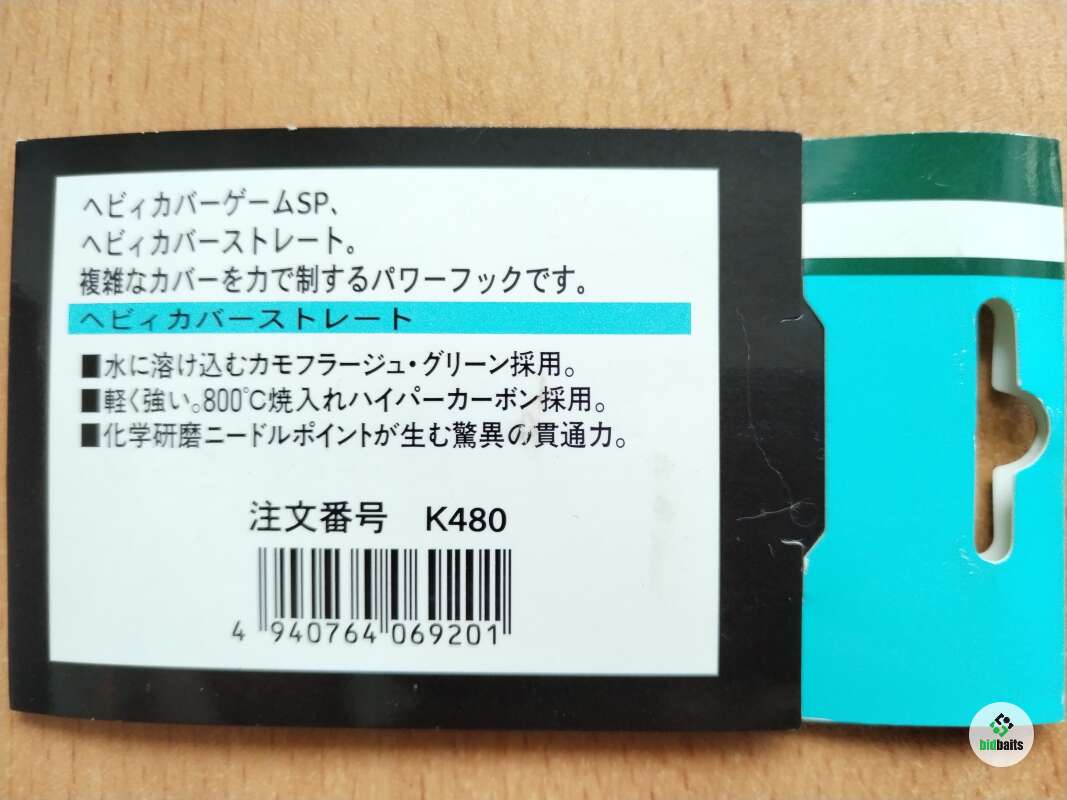 ヘビィカバーゲームSP、
ヘビィカバーストレート。
複雑なカバーを力で制するパワーフックです。
ヘビィカバーストレート
■水に溶け込むカモフラージュ・グリーン採用。
■軽く強い。800℃焼入れハイパーカーボン採用。
■化学研磨ニードルポイントが生む驚異の貫通力。
注文番号 K480
4 940764 069201
bidbaits